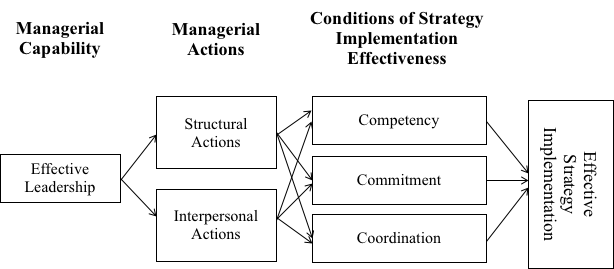 Managerial
Capability
Managerial
Actions
Conditions of Strategy
Implementation
Effectiveness
Effective
Leadership
Structural
Actions
Interpersonal
Actions
Competency
Commitment
Coordination
Effective
Strategy
Implementation